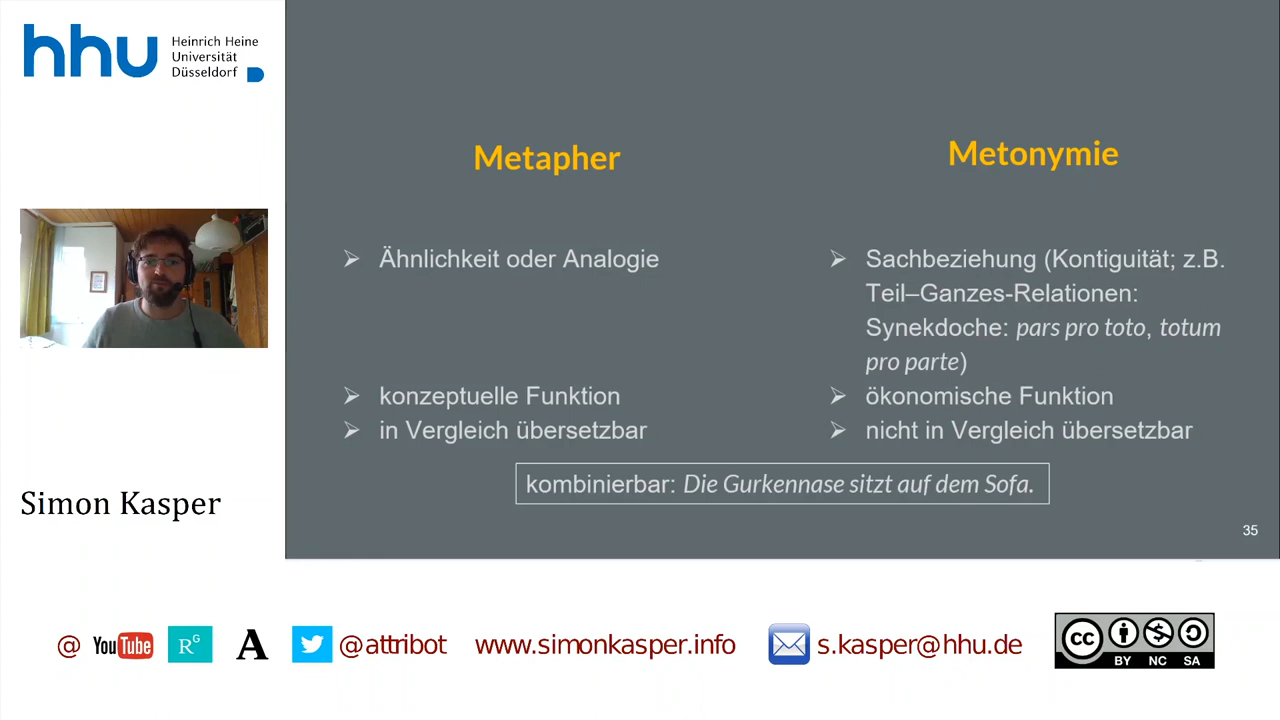 hhu
Heinrich Heine
Universität
Düsseldorf
Simon Kasper
Metapher
Ähnlichkeit oder Analogie
konzeptuelle Funktion
in Vergleich übersetzbar
Metonymie
Sachbeziehung (Kontiguität; z.B.
Teil–Ganzes-Relationen:
Synekdoche: pars pro toto, totum
pro parte)
ökonomische Funktion
nicht in Vergleich übersetzbar
kombinierbar: Die Gurkennase sitzt auf dem Sofa.
35
@ YouTube RG A @attribot www.simonkasper.info s.kasper@hhu.de
cc BY NC SA